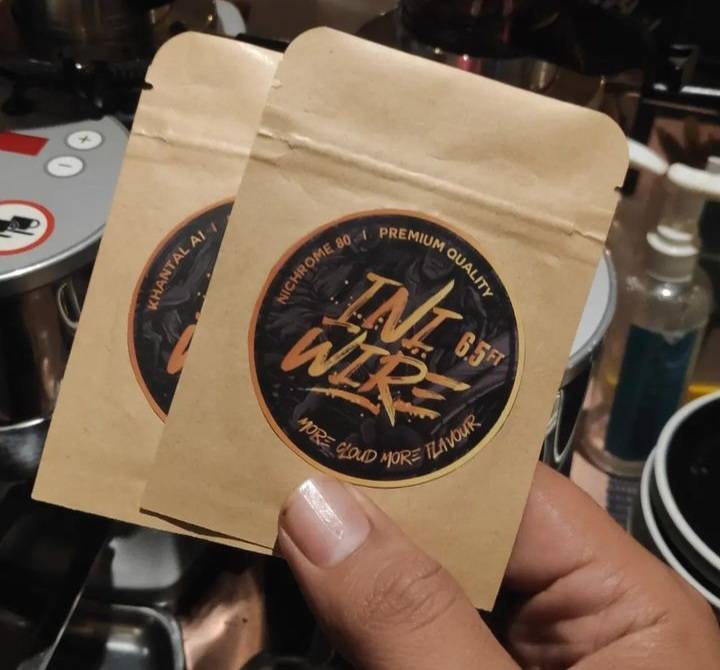 KHANTAL A1 |
NICHROME 80 | PREMIUM QUALITY
INI
WIRE
65FT
MORE CLOUD MORE FLAVOUR